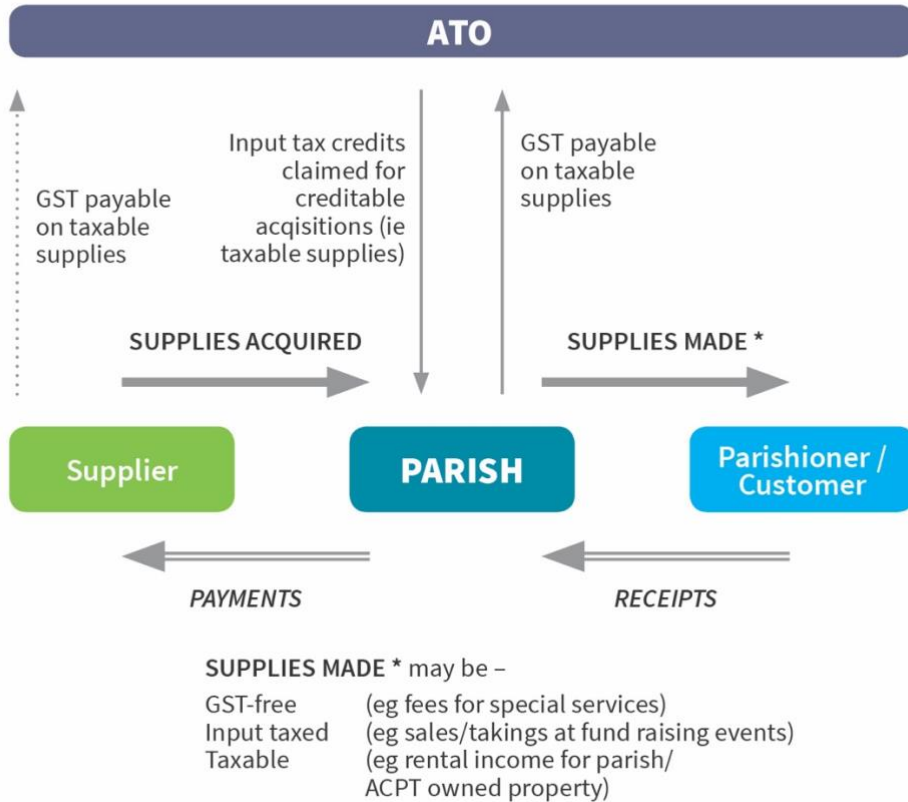 ATO
GST payable
on taxable
supplies
Input tax credits
claimed for
creditable
acqisitions (ie
taxable supplies)
GST payable
on taxable
supplies
SUPPLIES ACQUIRED
SUPPLIES MADE *
Supplier
PARISH
Parishioner /
Customer
PAYMENTS
RECEIPTS
SUPPLIES MADE * may be –
GST-free (eg fees for special services)
Input taxed (eg sales/takings at fund raising events)
Taxable (eg rental income for parish/
ACPT owned property)